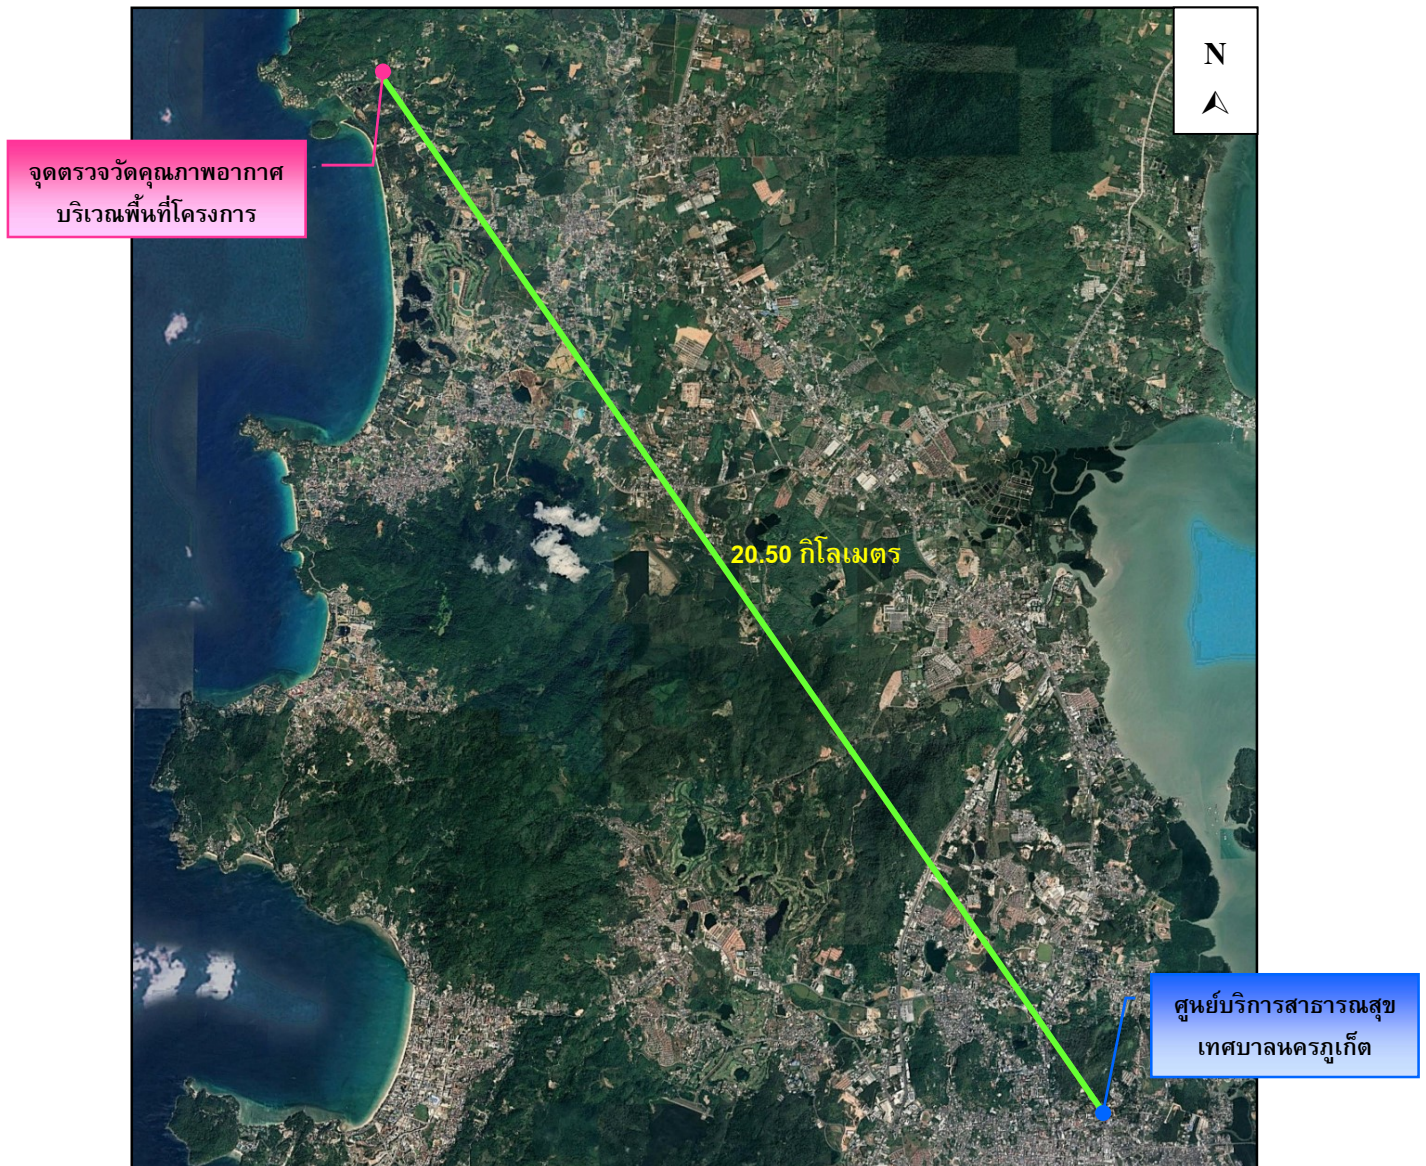 N
จุดตรวจวัดคุณภาพอากาศ
บริเวณพื้นที่โครงการ
20.50 กิโลเมตร
ศูนย์บริการสาธารณสุข
เทศบาลนครภูเก็ต